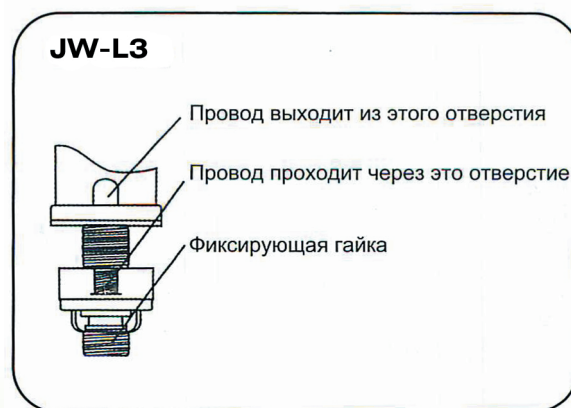 JW-L3
Провод выходит из этого отверстия
Провод проходит через это отверстие
Фиксирующая гайка